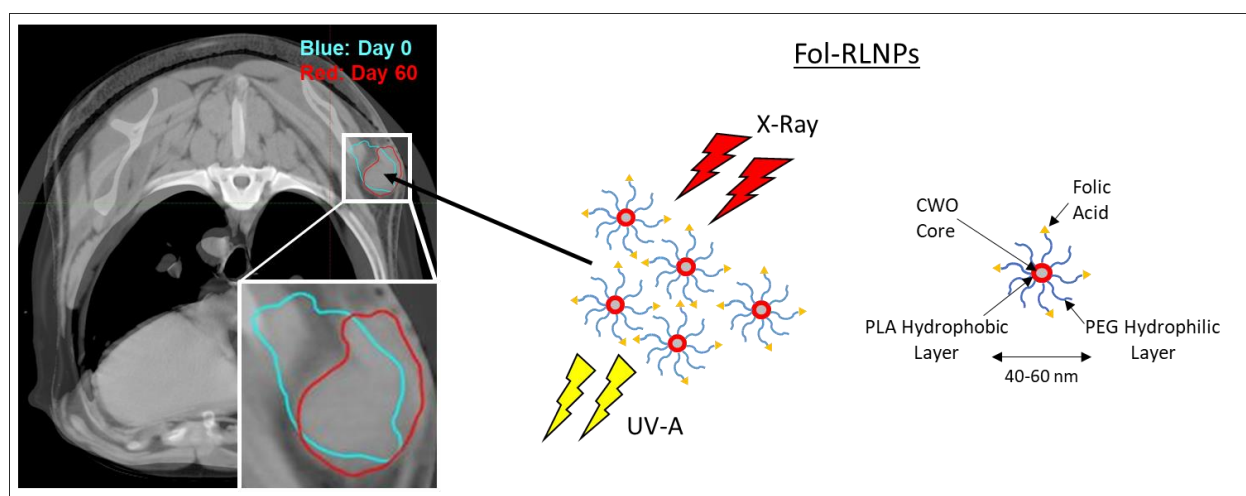 Blue: Day 0
Red: Day 60
Fol-RLNPs
X-Ray
UV-A
CWO
Core
Folic
Acid
PLA Hydrophobic
Layer
PEG Hydrophilic
Layer
40-60 nm